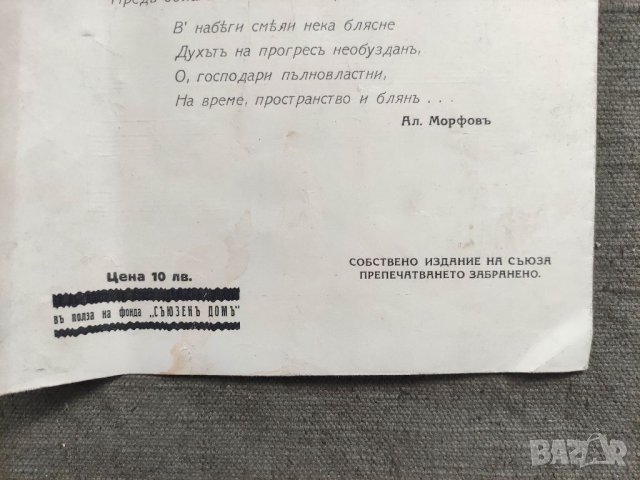 В' набѣги смѣли нека блясне
Духътъ на прогресъ необузданъ,
О, господари пълновластни,
На време, пространство и блянъ . . .
Ал. Морфовъ
СОБСТВЕНО ИЗДАНИЕ НА СЪЮЗА
ПРЕПЕЧАТВАНЕТО ЗАБРАНЕНО.
Цена 10 лв.
въ полза на фонда „СЪЮЗЕНЪ ДОМЪ"
BAZAR